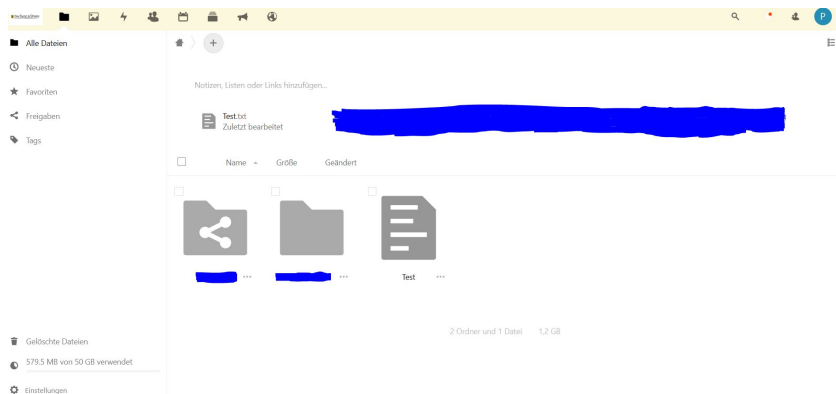 P
Alle Dateien
Neueste
Favoriten
Freigaben
Tags
Notizen, Listen oder Links hinzufügen...
Test.txt
Zuletzt bearbeitet
Name
Größe
Geändert
Test
2 Ordner und 1 Datei 1,2 GB
Gelöschte Dateien
579.5 MB von 50 GB verwendet
Einstellungen